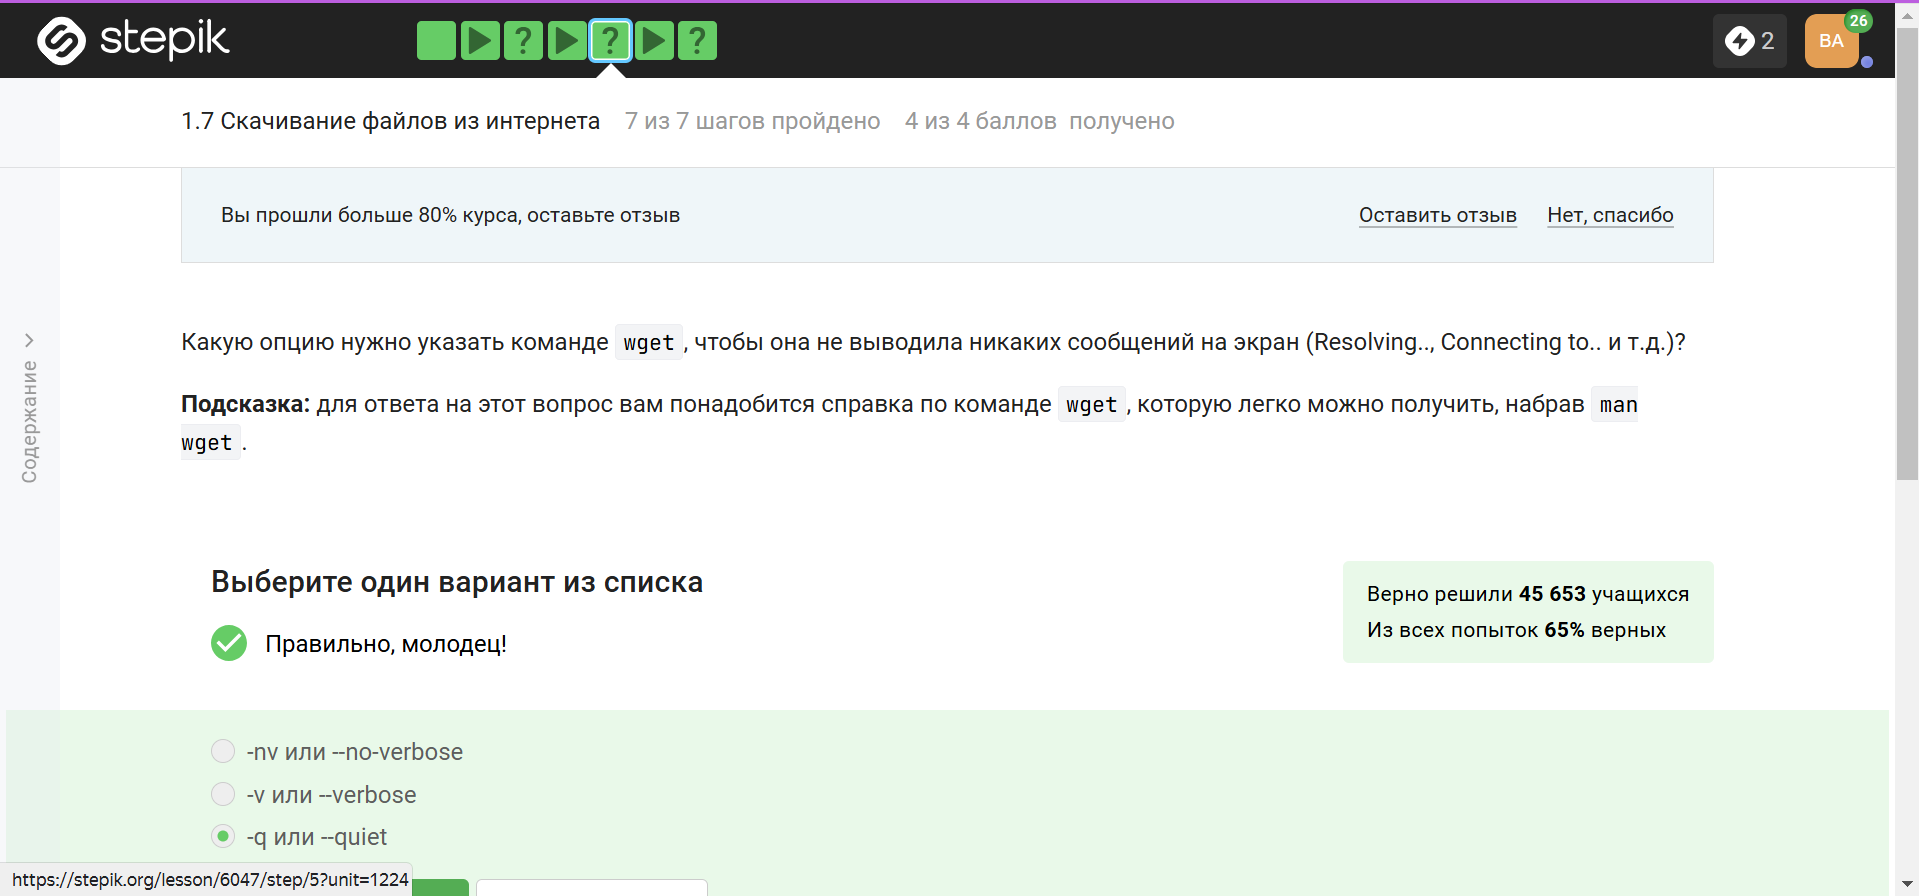 stepik
? ? ?
2
BA
26
1.7 Скачивание файлов из интернета 7 из 7 шагов пройдено 4 из 4 баллов получено
Вы прошли больше 80% курса, оставьте отзыв Оставить отзыв Нет, спасибо
Содержание
Какую опцию нужно указать команде wget, чтобы она не выводила никаких сообщений на экран (Resolving.., Connecting to.. и т.д.)?
Подсказка: для ответа на этот вопрос вам понадобится справка по команде wget, которую легко можно получить, набрав man
wget.
Выберите один вариант из списка
Правильно, молодец!
Верно решили 45 653 учащихся
Из всех попыток 65% верных
-nv или --no-verbose
-v или --verbose
-q или --quiet
https://stepik.org/lesson/6047/step/5?unit=1224